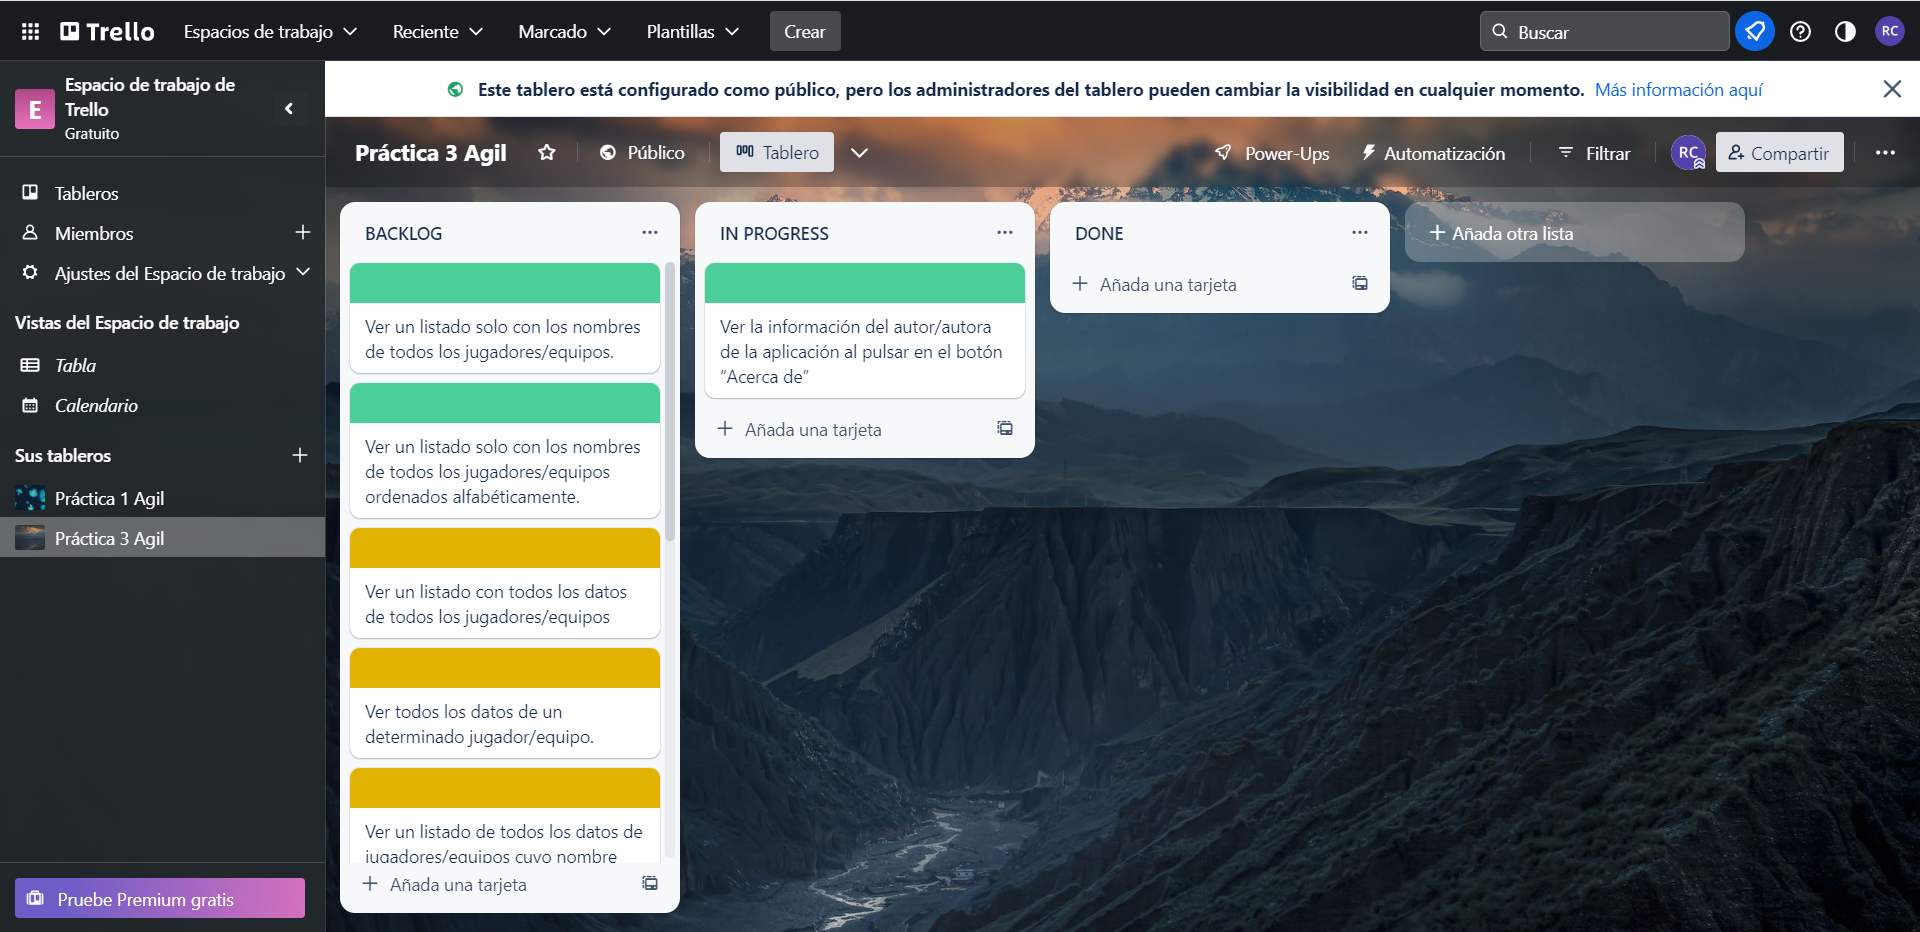 Trello
Espacios de trabajo
Reciente
Marcado
Plantillas
Crear
Buscar
RC
E
Espacio de trabajo de
Trello
Gratuito
Este tablero está configurado como público, pero los administradores del tablero pueden cambiar la visibilidad en cualquier momento. Más información aquí
Práctica 3 Agil
Público
Tablero
Power-Ups
Automatización
Filtrar
RC
Compartir
Tableros
Miembros
Ajustes del Espacio de trabajo
Vistas del Espacio de trabajo
Tabla
Calendario
Sus tableros
Práctica 1 Agil
Práctica 3 Agil
Pruebe Premium gratis
BACKLOG
Ver un listado solo con los nombres
de todos los jugadores/equipos.
Ver un listado solo con los nombres
de todos los jugadores/equipos
ordenados alfabéticamente.
Ver un listado con todos los datos
de todos los jugadores/equipos
Ver todos los datos de un
determinado jugador/equipo.
Ver un listado de todos los datos de
jugadores/equipos cuyo nombre
Añada una tarjeta
IN PROGRESS
Ver la información del autor/autora
de la aplicación al pulsar en el botón
“Acerca de”
Añada una tarjeta
DONE
Añada una tarjeta
Añada otra lista